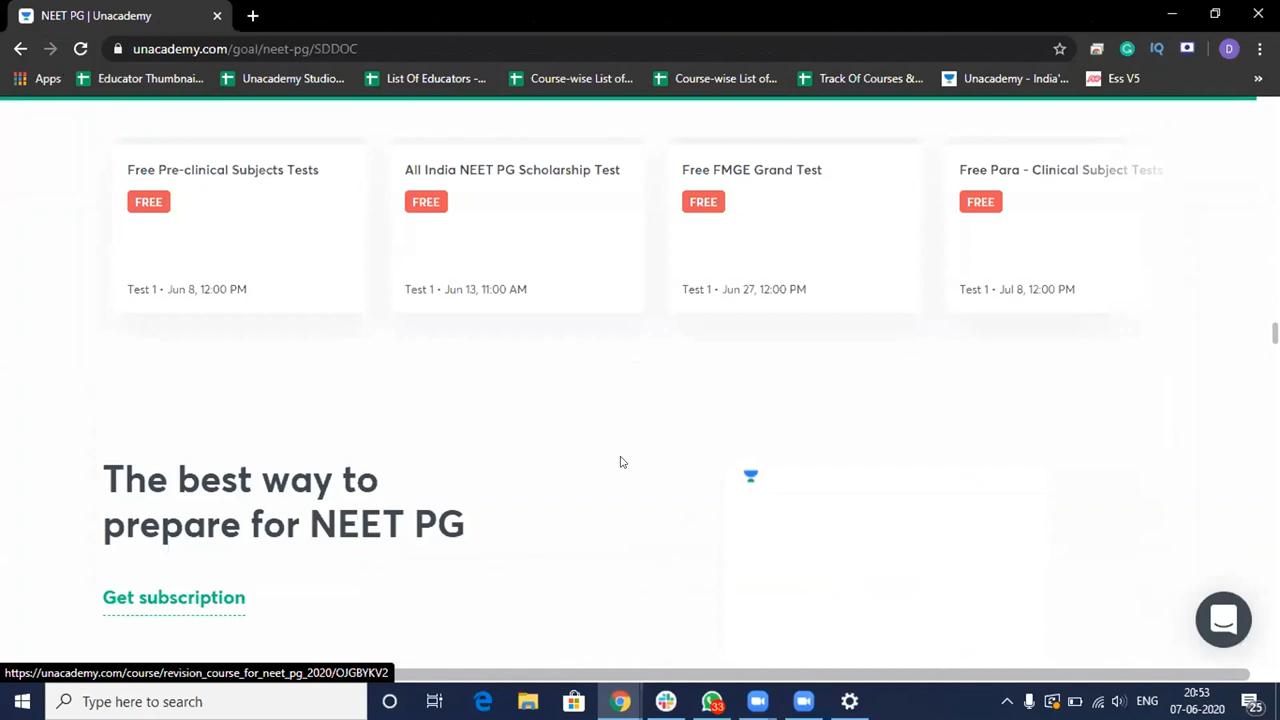 NEET PG | Unacademy
unacademy.com/goal/neet-pg/SDDOC
D
Apps
Educator Thumbnai...
Unacademy Studio...
List Of Educators -...
Course-wise List of...
Course-wise List of...
Track Of Courses &...
Unacademy - India'...
Ess V5
Free Pre-clinical Subjects Tests
All India NEET PG Scholarship Test
Free FMGE Grand Test
Free Para - Clinical Subject Tests
FREE
FREE
FREE
FREE
Test 1 • Jun 8, 12:00 PM
Test 1 • Jun 13, 11:00 AM
Test 1 • Jun 27, 12:00 PM
Test 1 • Jul 8, 12:00 PM
The best way to
prepare for NEET PG
Get subscription
https://unacademy.com/course/revision_course_for_neet_pg_2020/OJGBYKV2
Type here to search
33
ENG
20:53
07-06-2020
25